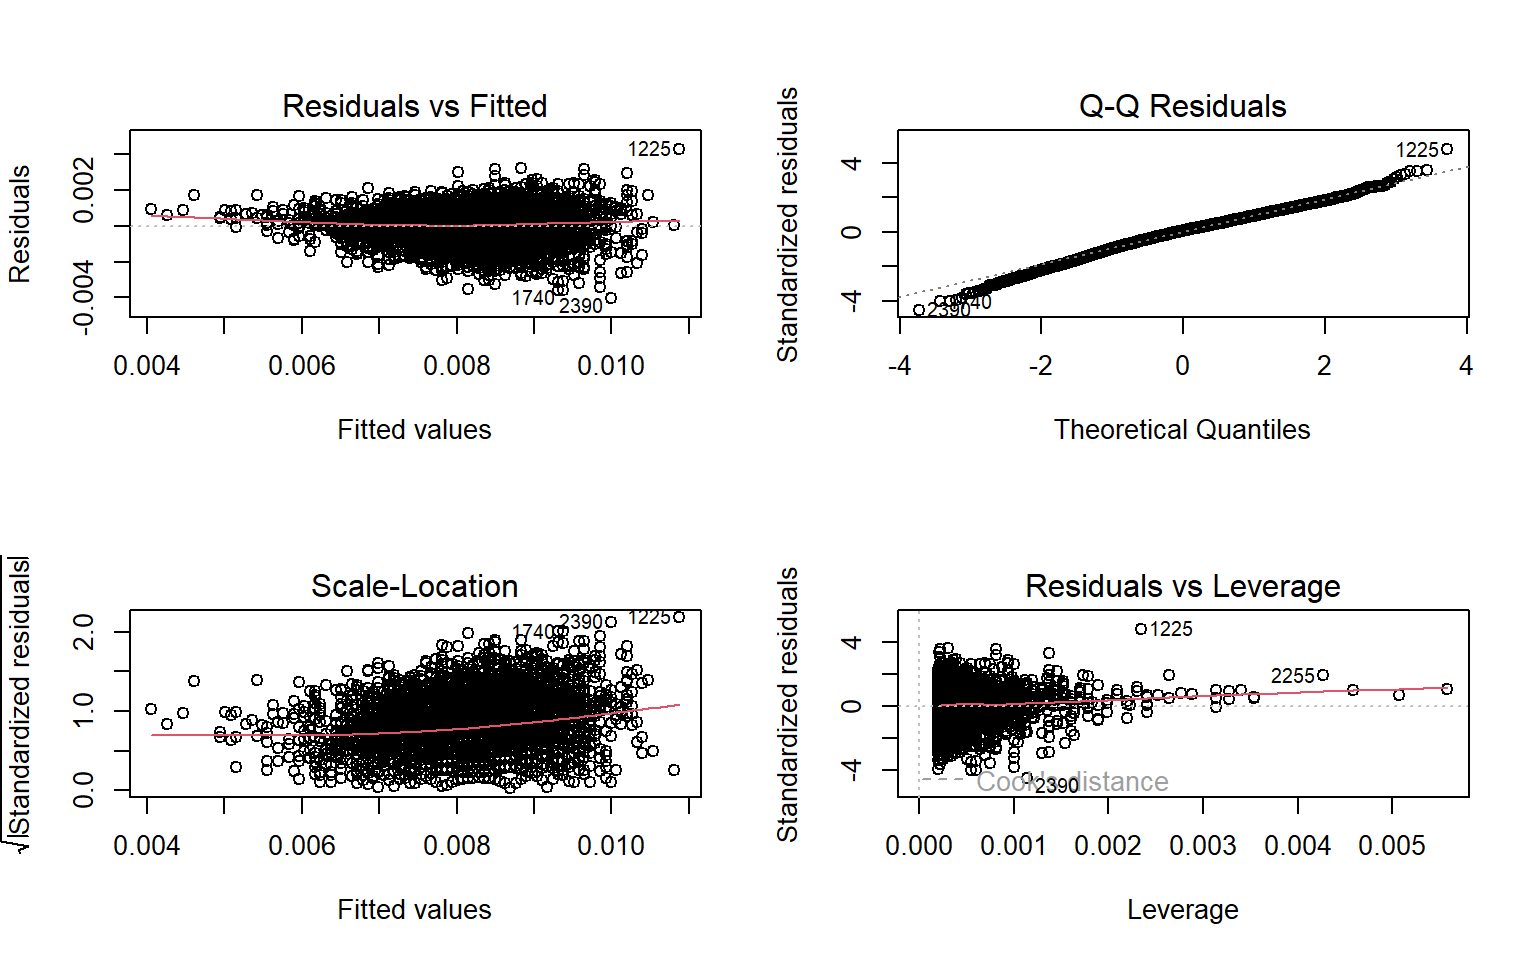 Residuals vs Fitted
Residuals
0.002
-0.004
1225
1740
2390
0.004 0.006 0.008 0.010
Fitted values
Q-Q Residuals
Standardized residuals
4
0
-4
1225
1740
2390
-4 -2 0 2 4
Theoretical Quantiles
Scale-Location
√|Standardized residuals|
2.0
1.0
0.0
1740
2390
1225
0.004 0.006 0.008 0.010
Fitted values
Residuals vs Leverage
Standardized residuals
4
0
-4
1225
2255
Cook's distance
2390
0.000 0.001 0.002 0.003 0.004 0.005
Leverage